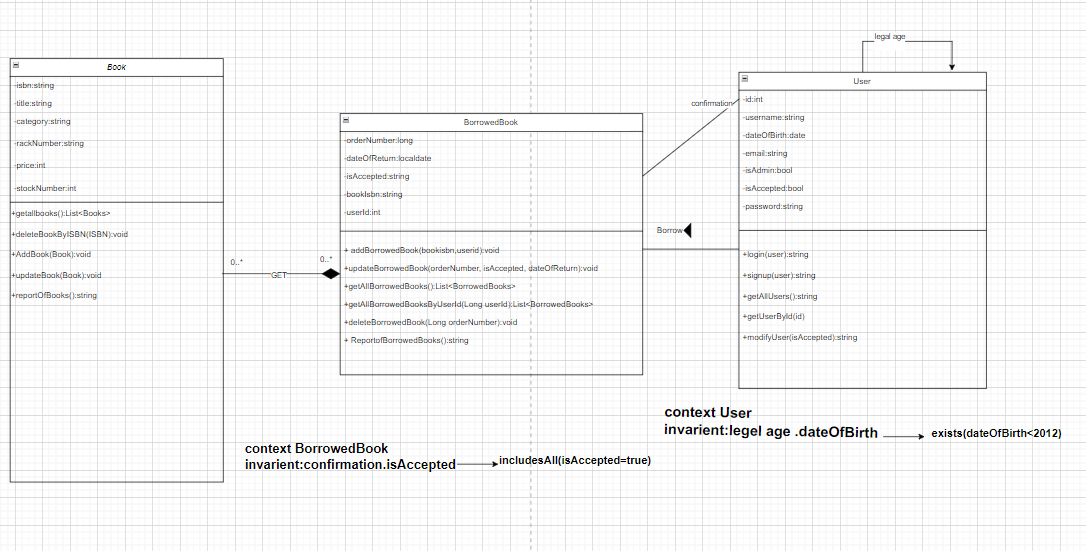 Book
-isbn:string
-title:string
-category:string
-rackNumber:string
-price:int
-stockNumber:int
+getallbooks():List<Books>
+deleteBookByISBN(ISBN):void
+AddBook(Book):void
+updateBook(Book):void
+reportOfBooks():string
0..*
GET
0..*
BorrowedBook
-orderNumber:long
-dateOfReturn:localdate
-isAccepted:string
-bookIsbn:string
-userId:int
+ addBorrowedBook(bookisbn,userid):void
+updateBorrowedBook(orderNumber, isAccepted, dateOfReturn):void
+getAllBorrowedBooks():List<BorrowedBooks>
+getAllBorrowedBooksByUserId(Long userId):List<BorrowedBooks>
+deleteBorrowedBook(Long orderNumber):void
+ ReportofBorrowedBooks():string
confirmation
Borrow
legal age
User
-id:int
-username:string
-dateOfBirth:date
-email:string
-isAdmin:bool
-isAccepted:bool
-password:string
+login(user):string
+signup(user):string
+getAllUsers():string
+getUserById(id)
+modifyUser(isAccepted):string
context User
invarient:legel age .dateOfBirth
exists(dateOfBirth<2012)
context BorrowedBook
invarient:confirmation.isAccepted
includesAll(isAccepted=true)